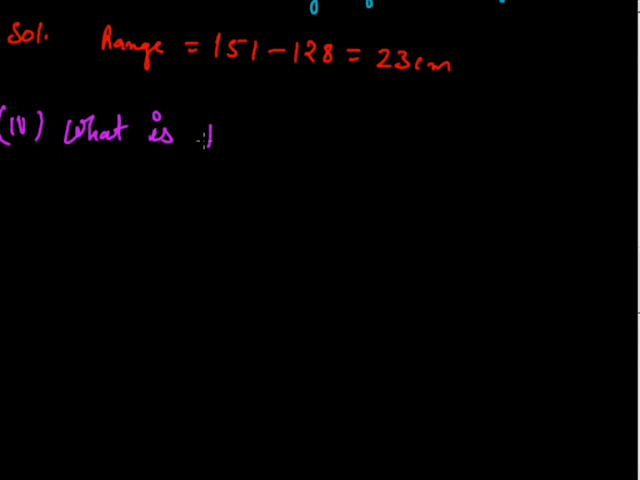 Sol. Range = 151 - 128 = 23cm
(IV) What is